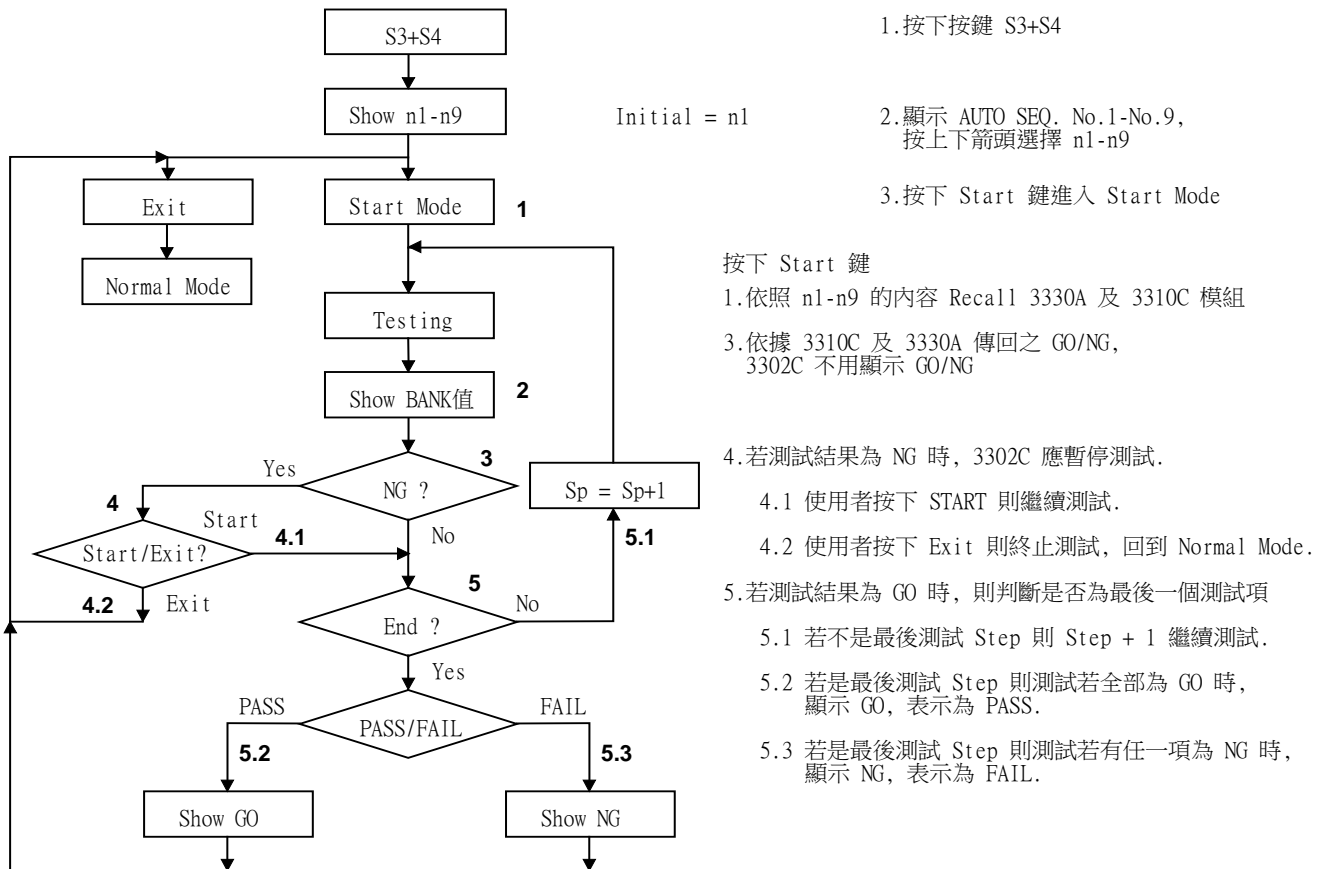 S3+S4
1.按下按鍵 S3+S4
Show n1-n9
Initial = n1
2.顯示 AUTO SEQ. No.1-No.9,
按上下箭頭選擇 n1-n9
Exit
Start Mode
1
3.按下 Start 鍵進入 Start Mode
Normal Mode
按下 Start 鍵
1.依照 n1-n9 的內容 Recall 3330A 及 3310C 模組
Testing
3.依據 3310C 及 3330A 傳回之 GO/NG,
3302C 不用顯示 GO/NG
Show BANK值
2
Yes
3
NG ?
Sp = Sp+1
4.若測試結果為 NG 時, 3302C 應暫停測試.
4
Start
4.1
No
5.1
4.1 使用者按下 START 則繼續測試.
Start/Exit?
4.2 使用者按下 Exit 則終止測試, 回到 Normal Mode.
4.2
Exit
5
No
5.若測試結果為 GO 時, 則判斷是否為最後一個測試項
End ?
5.1 若不是最後測試 Step 則 Step + 1 繼續測試.
Yes
5.2 若是最後測試 Step 則測試若全部為 GO 時,
顯示 GO, 表示為 PASS.
PASS
PASS/FAIL
FAIL
5.2
5.3
5.3 若是最後測試 Step 則測試若有任一項為 NG 時,
顯示 NG, 表示為 FAIL.
Show GO
Show NG